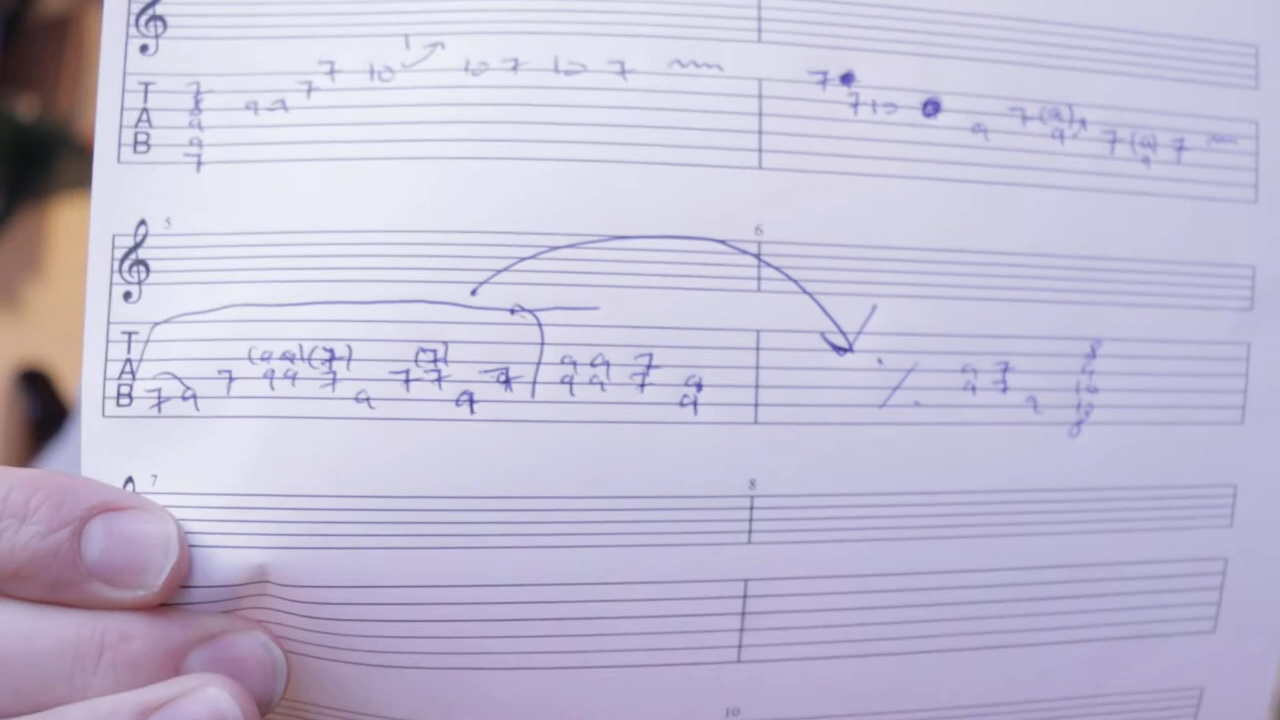 1
7 10 10 7 10 7
7
T 7 9 9 7
A 8 7 10 7 (9)
B 9 9 9 7 (9) 7
9 9
7
5 6
T 8
A (9 9) (7) (7) 9 9 7 9 7
7 9 9 7 7 7 7 9 9 7 9 9 7 10
B 7 9 9 9 9 9
8
7 8
10